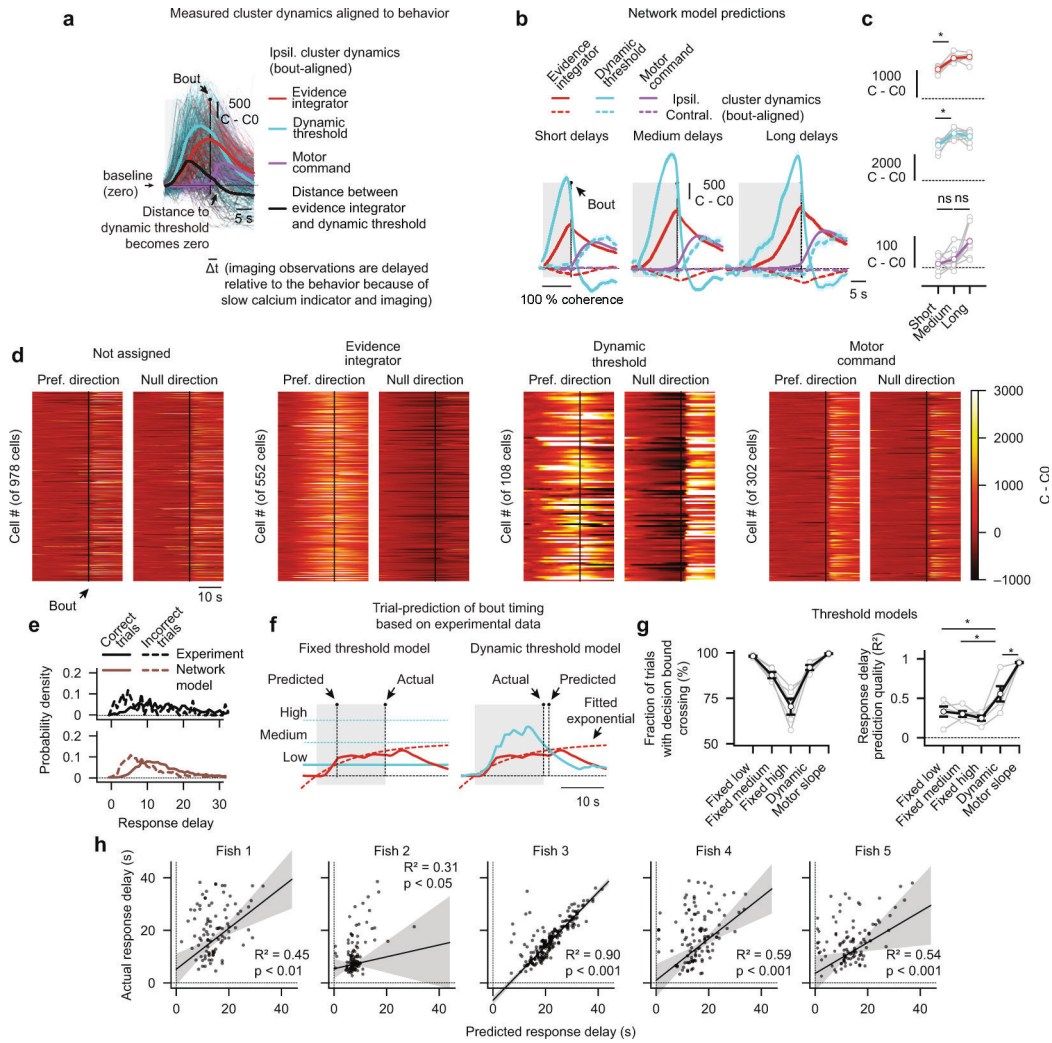 a
Measured cluster dynamics aligned to behavior
Bout
500
C - C0
baseline
(zero)
Distance to
dynamic threshold
becomes zero
5 s
Ipsil. cluster dynamics
(bout-aligned)
Evidence
integrator
Dynamic
threshold
Motor
command
Distance between
evidence integrator
and dynamic threshold
Δt (imaging observations are delayed
relative to the behavior because of
slow calcium indicator and imaging)
b
Network model predictions
Evidence
integrator
Dynamic
threshold
Motor
command
Ipsil.
Contral.
cluster dynamics
(bout-aligned)
Short delays
Medium delays
Long delays
Bout
500
C - C0
100 % coherence
5 s
c
*
1000
C - C0
*
2000
C - C0
ns ns
100
C - C0
Short
Medium
Long
d
Not assigned
Pref. direction
Null direction
Cell # (of 978 cells)
Bout
10 s
Evidence
integrator
Pref. direction
Null direction
Cell # (of 552 cells)
Dynamic
threshold
Pref. direction
Null direction
Cell # (of 108 cells)
Motor
command
Pref. direction
Null direction
Cell # (of 302 cells)
3000
2000
1000
0
−1000
C - C0
e
Correct
trials
Incorrect
trials
Experiment
Network
model
Probability density
0.2
0.1
0
0.2
0.1
0
0 10 20 30
Response delay
f
Trial-prediction of bout timing
based on experimental data
Fixed threshold model
Predicted
Actual
High
Medium
Low
Dynamic threshold model
Actual
Predicted
Fitted
exponential
10 s
g
Threshold models
Fraction of trials
with decision bound
crossing (%)
100
75
50
Fixed low
Fixed medium
Fixed high
Dynamic
Motor slope
Response delay
prediction quality (R²)
1
0.5
0
*
*
*
Fixed low
Fixed medium
Fixed high
Dynamic
Motor slope
h
Actual response delay (s)
40
20
0
Fish 1
R² = 0.45
p < 0.01
0 20 40
Fish 2
R² = 0.31
p < 0.05
0 20 40
Fish 3
R² = 0.90
p < 0.001
0 20 40
Fish 4
R² = 0.59
p < 0.001
0 20 40
Fish 5
R² = 0.54
p < 0.001
0 20 40
Predicted response delay (s)